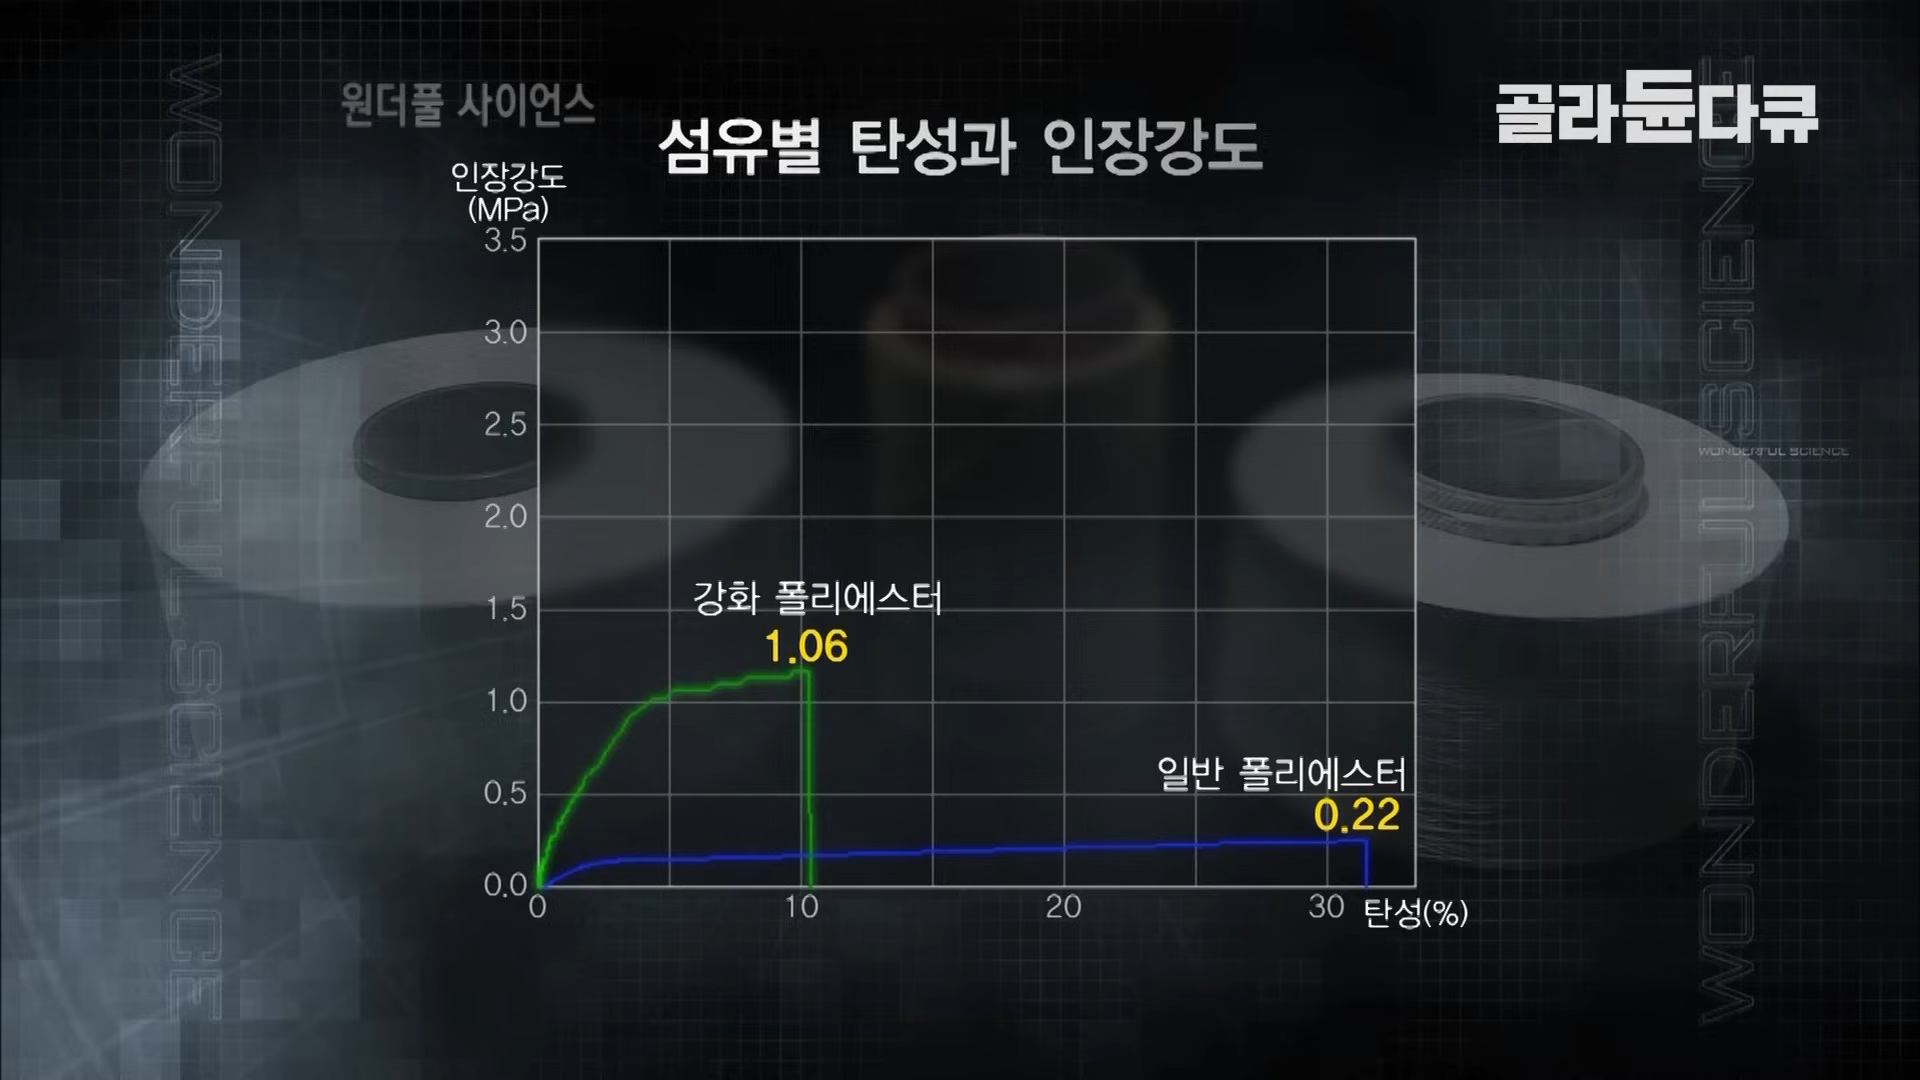 원더풀 사이언스
골라듄다큐
섬유별 탄성과 인장강도
인장강도
(MPa)
3.5
3.0
2.5
2.0
1.5
1.0
0.5
0.0
강화 폴리에스터
1.06
일반 폴리에스터
0.22
0
10
20
30
탄성(%)
WONDERFUL SCIENCE
WONDERFUL SCIENCE
WONDERFUL SCIENCE